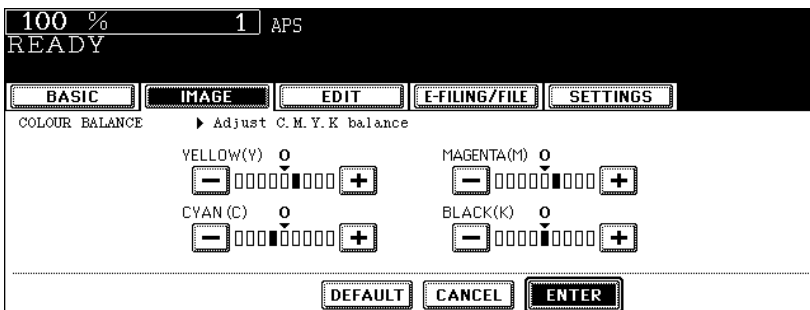 100 % 1 APS
READY
BASIC IMAGE EDIT E-FILING/FILE SETTINGS
COLOUR BALANCE Adjust C.M.Y.K balance
YELLOW(Y) 0 MAGENTA(M) 0
CYAN (C) 0 BLACK(K) 0
DEFAULT CANCEL ENTER